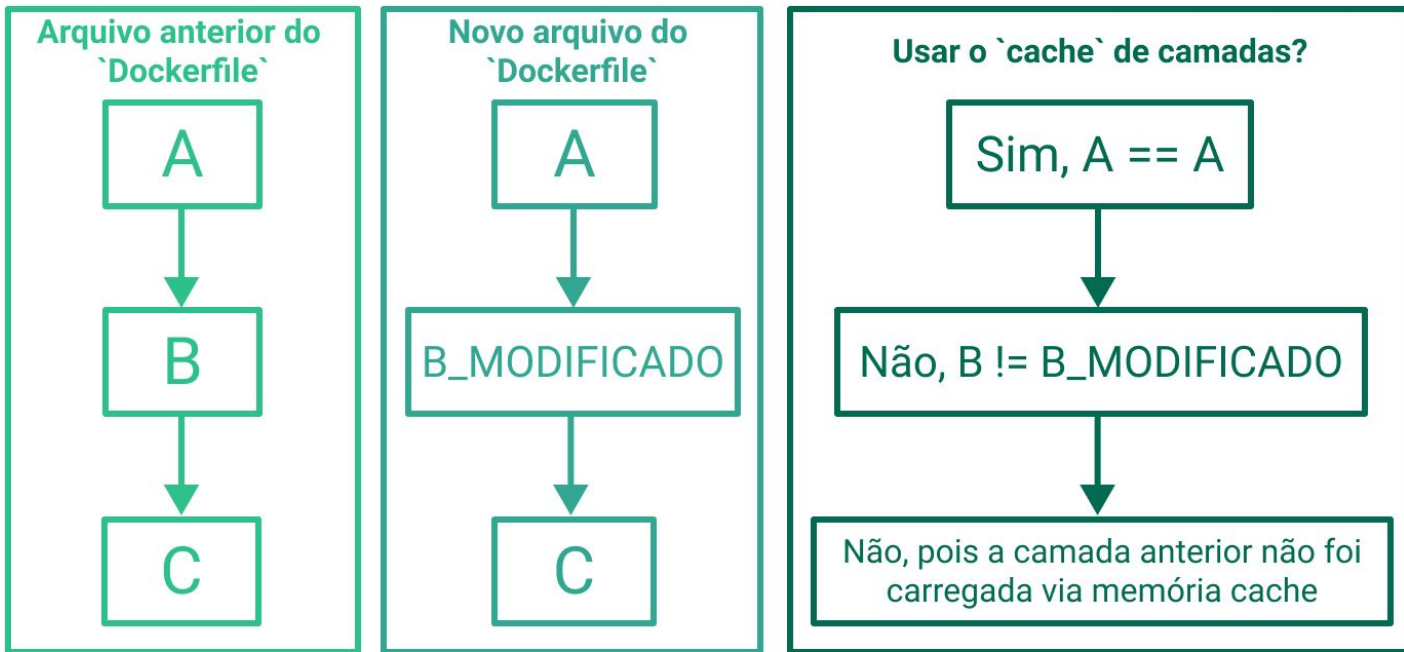 Arquivo anterior do
`Dockerfile`
A
B
C
Novo arquivo do
`Dockerfile`
A
B_MODIFICADO
C
Usar o `cache` de camadas?
Sim, A == A
Não, B != B_MODIFICADO
Não, pois a camada anterior não foi
carregada via memória cache